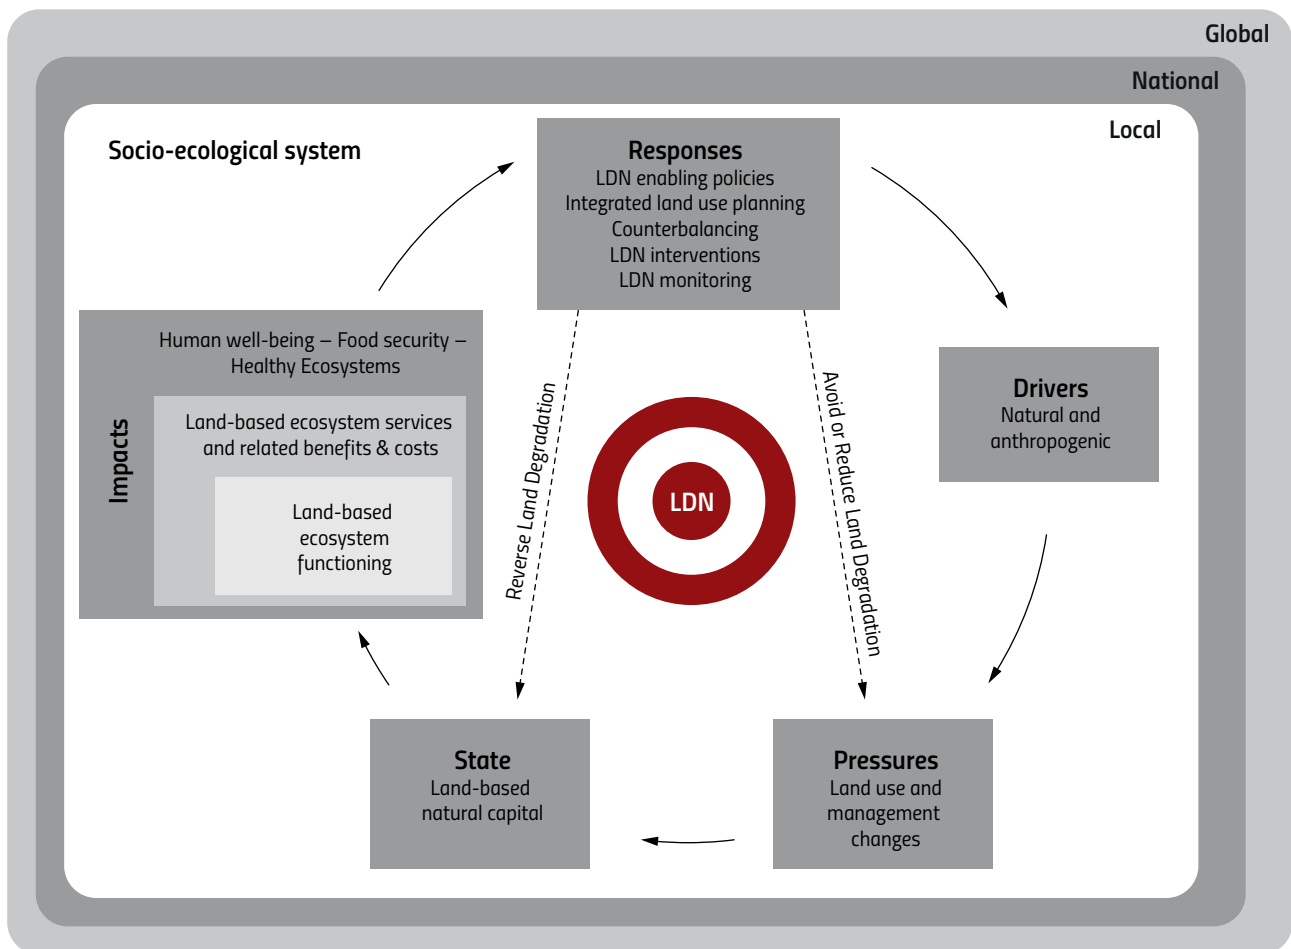 Global
National
Local
Socio-ecological system
Responses
LDN enabling policies
Integrated land use planning
Counterbalancing
LDN interventions
LDN monitoring
Drivers
Natural and
anthropogenic
Pressures
Land use and
management
changes
State
Land-based
natural capital
Impacts
Human well-being – Food security –
Healthy Ecosystems
Land-based ecosystem services
and related benefits & costs
Land-based
ecosystem
functioning
Reverse Land Degradation
LDN
Avoid or Reduce Land Degradation